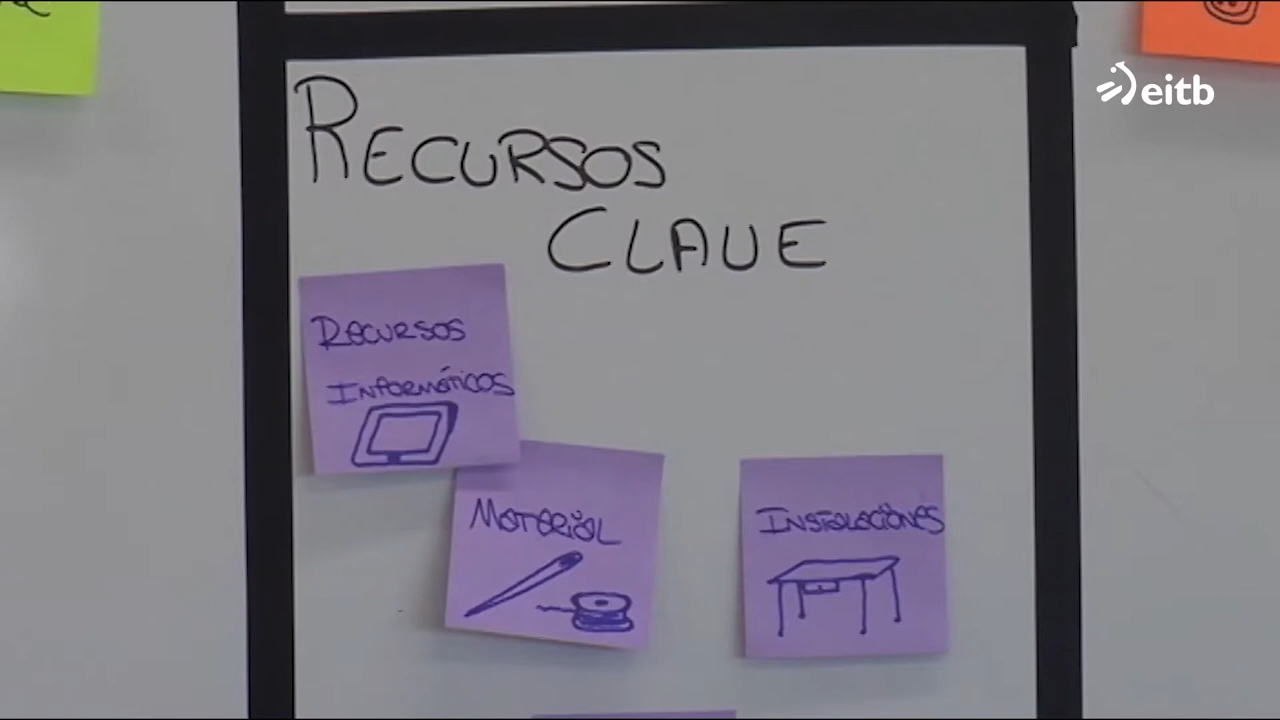 eitb
RECURSOS
CLAVE
RECURSOS
INFORMÁTICOS
MATERIAL
INSTALACIONES